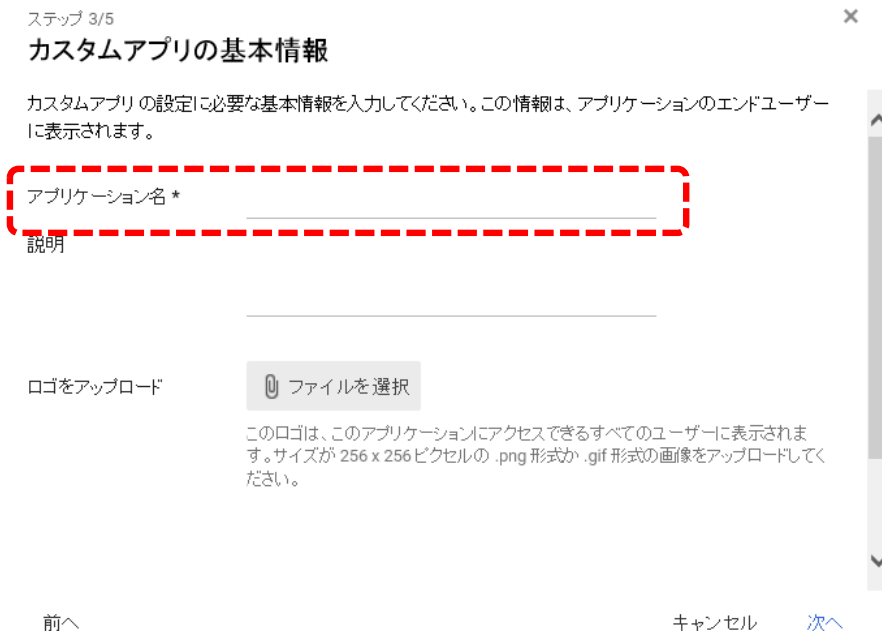 ステップ 3/5
カスタムアプリの基本情報
カスタムアプリ の設定に必要な基本情報を入力してください。この情報は、アプリケーションのエンドユーザー
に表示されます。
アプリケーション名 *
説明
ロゴをアップロード
ファイルを選択
このロゴは、このアプリケーションにアクセスできるすべてのユーザーに表示されま
す。サイズが 256 x 256 ピクセルの .png 形式か .gif 形式の画像をアップロードしてく
ださい。
前へ
キャンセル
次へ